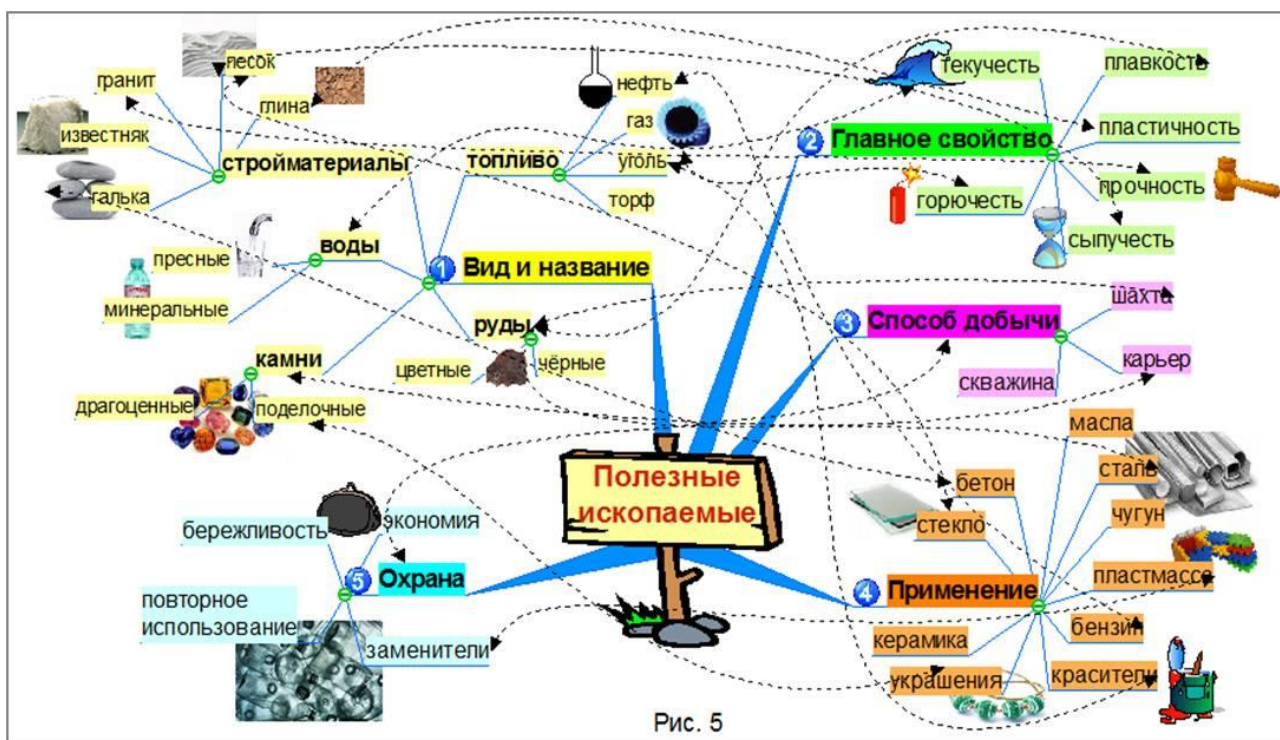 Полезные
ископаемые
1
Вид и название
стройматериалы
песок
гранит
глина
известняк
галька
топливо
нефть
газ
уголь
торф
воды
пресные
минеральные
руды
цветные
чёрные
камни
драгоценные
поделочные
2
Главное свойство
текучесть
плавкость
пластичность
прочность
горючесть
сыпучесть
3
Способ добычи
шахта
карьер
скважина
4
Применение
масла
сталь
бетон
чугун
стекло
пластмасса
бензин
керамика
красители
украшения
5
Охрана
экономия
бережливость
повторное
использование
заменители
Рис. 5